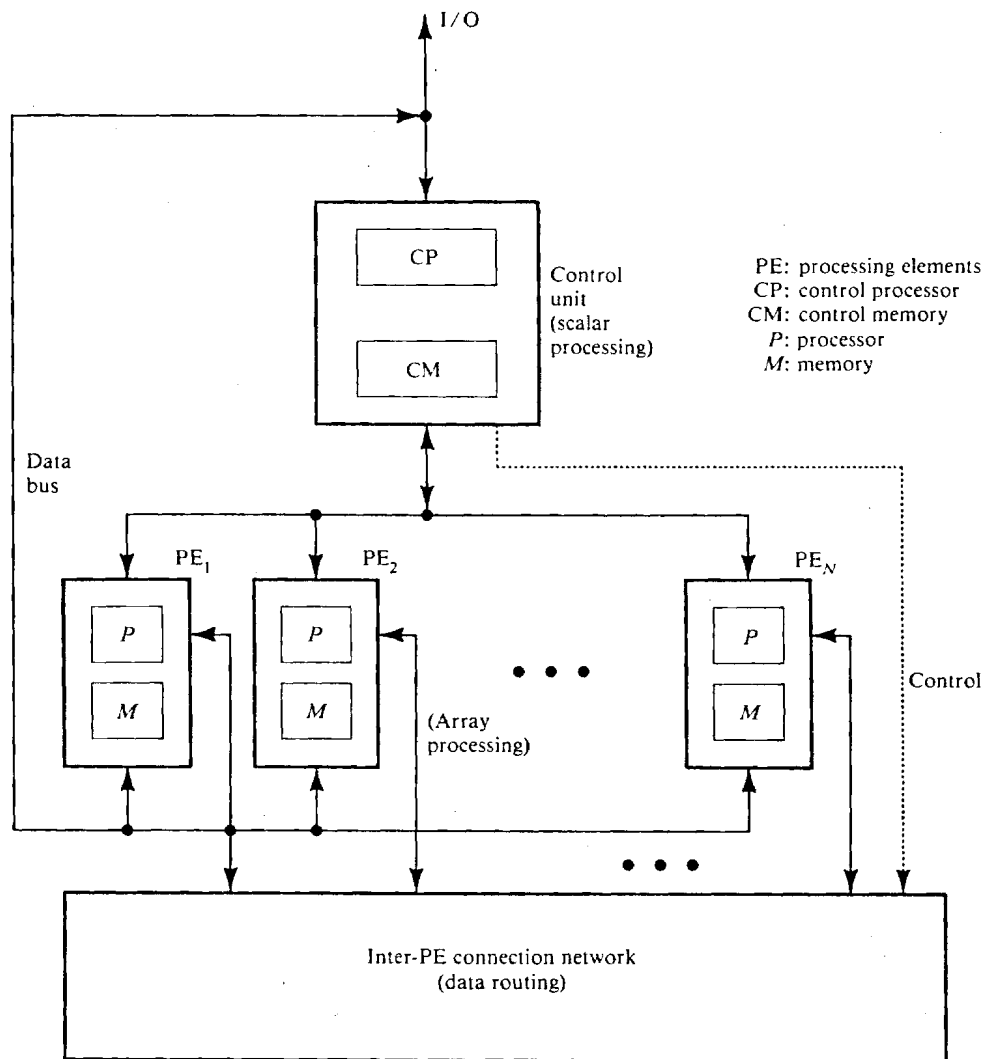 I/O
CP
Control
unit
(scalar
processing)
CM
PE: processing elements
CP: control processor
CM: control memory
P: processor
M: memory
Data
bus
PE₁
PE₂
PE_N
P
P
P
M
M
M
(Array
processing)
Control
Inter-PE connection network
(data routing)